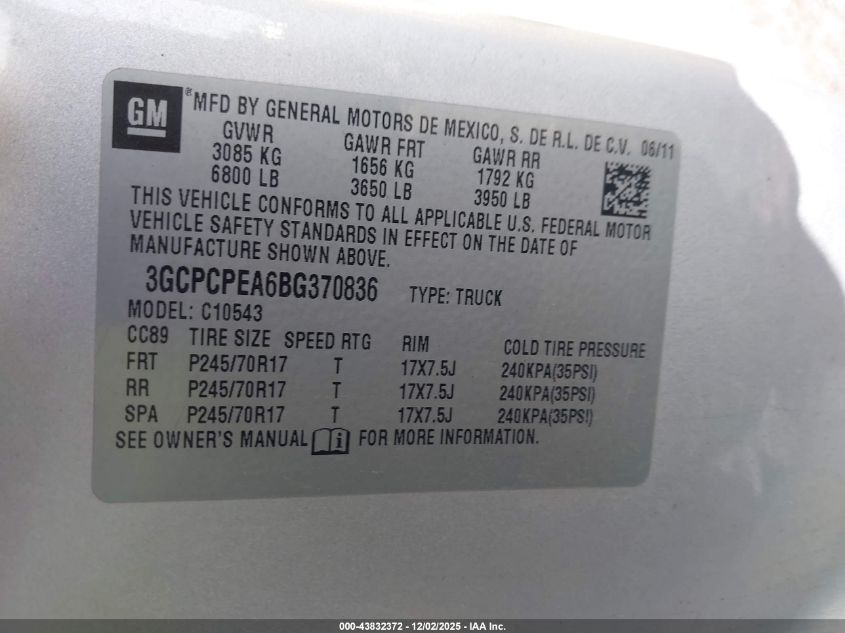 GM ® MFD BY GENERAL MOTORS DE MEXICO, S. DE R.L. DE C.V. 06/11
GVWR GAWR FRT GAWR RR
3085 KG 1656 KG 1792 KG
6800 LB 3650 LB 3950 LB
THIS VEHICLE CONFORMS TO ALL APPLICABLE U.S. FEDERAL MOTOR
VEHICLE SAFETY STANDARDS IN EFFECT ON THE DATE OF
MANUFACTURE SHOWN ABOVE.
3GCPCPEA6BG370836 TYPE: TRUCK
MODEL: C10543
CC89 TIRE SIZE SPEED RTG RIM COLD TIRE PRESSURE
FRT P245/70R17 T 17X7.5J 240KPA(35PSI)
RR P245/70R17 T 17X7.5J 240KPA(35PSI)
SPA P245/70R17 T 17X7.5J 240KPA(35PSI)
SEE OWNER'S MANUAL i FOR MORE INFORMATION.
000-43832372 - 12/02/2025 - IAA Inc.